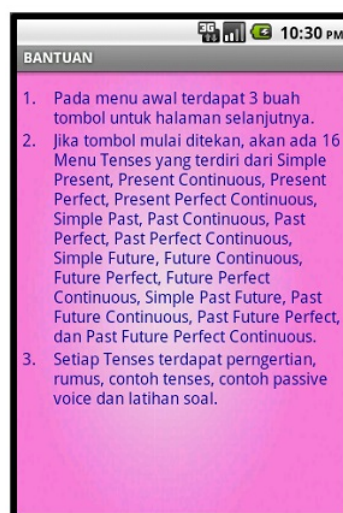 3G 10:30 PM
BANTUAN
1. Pada menu awal terdapat 3 buah
tombol untuk halaman selanjutnya.
2. Jika tombol mulai ditekan, akan ada 16
Menu Tenses yang terdiri dari Simple
Present, Present Continuous, Present
Perfect, Present Perfect Continuous,
Simple Past, Past Continuous, Past
Perfect, Past Perfect Continuous,
Simple Future, Future Continuous,
Future Perfect, Future Perfect
Continuous, Simple Past Future, Past
Future Continuous, Past Future Perfect,
dan Past Future Perfect Continuous.
3. Setiap Tenses terdapat perngertian,
rumus, contoh tenses, contoh passive
voice dan latihan soal.